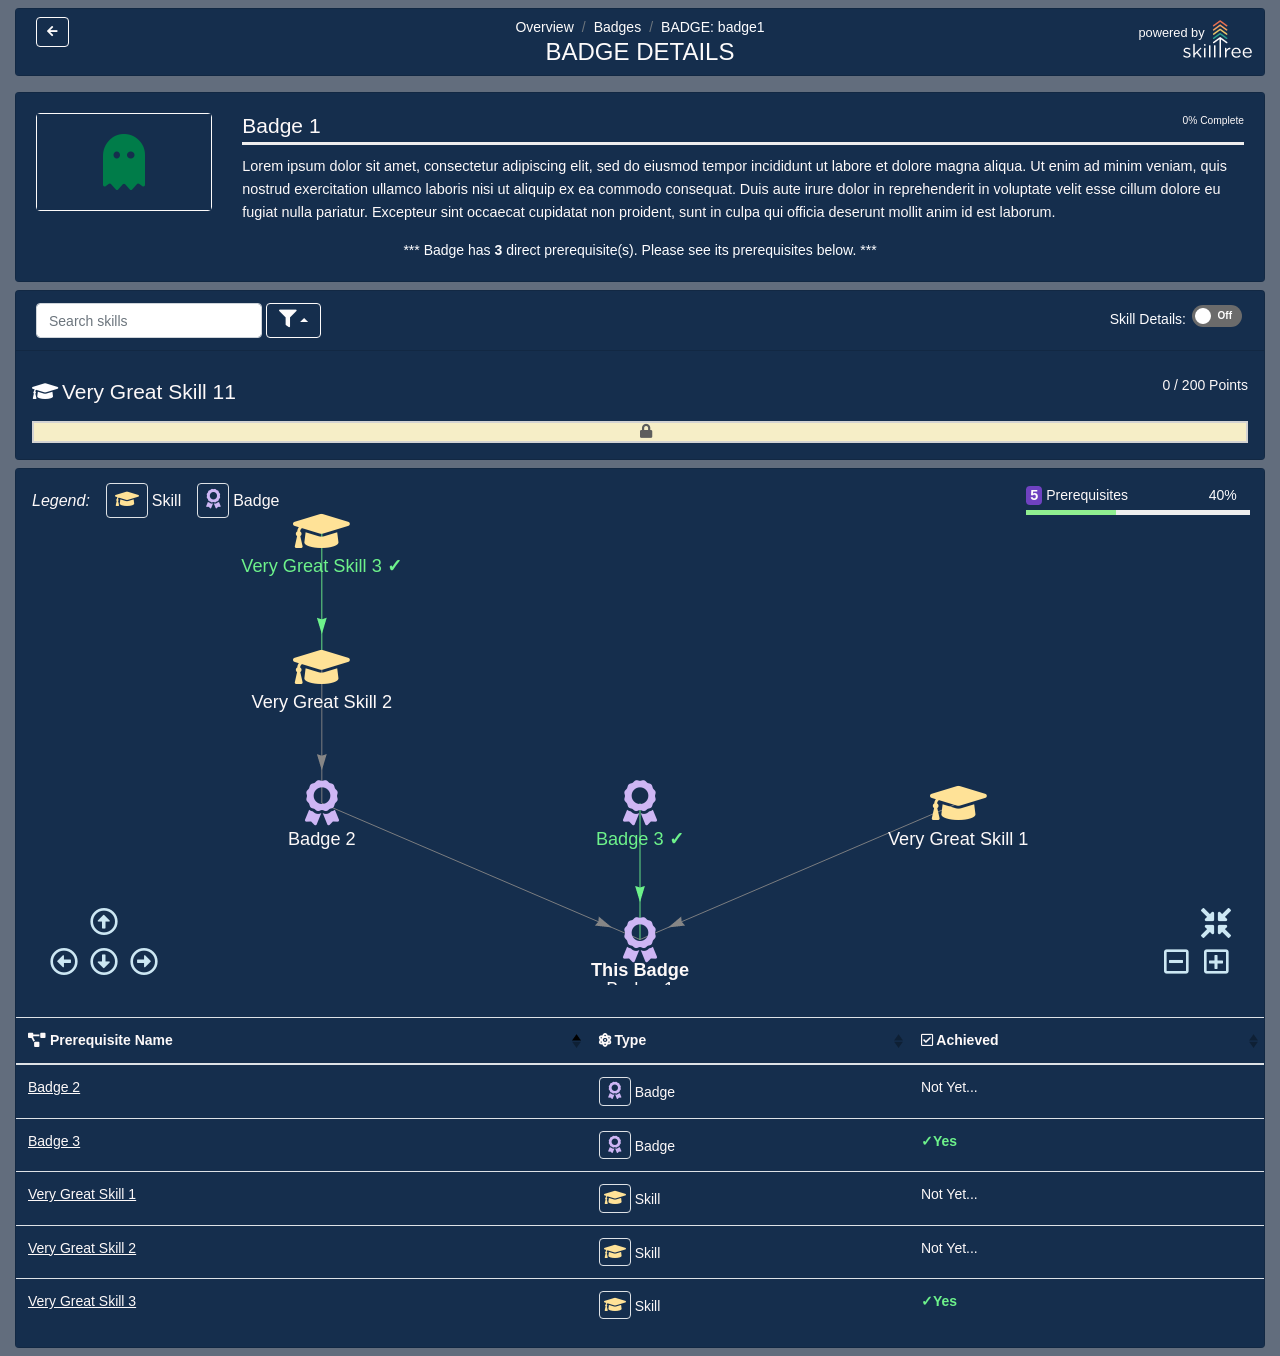 Overview / Badges / BADGE: badge1
BADGE DETAILS
powered by
skilltree
Badge 1
0% Complete
Lorem ipsum dolor sit amet, consectetur adipiscing elit, sed do eiusmod tempor incididunt ut labore et dolore magna aliqua. Ut enim ad minim veniam, quis
nostrud exercitation ullamco laboris nisi ut aliquip ex ea commodo consequat. Duis aute irure dolor in reprehenderit in voluptate velit esse cillum dolore eu
fugiat nulla pariatur. Excepteur sint occaecat cupidatat non proident, sunt in culpa qui officia deserunt mollit anim id est laborum.
*** Badge has 3 direct prerequisite(s). Please see its prerequisites below. ***
Search skills
Skill Details: Off
Very Great Skill 11
0 / 200 Points
Legend: Skill Badge
5 Prerequisites 40%
Very Great Skill 3 ✓
Very Great Skill 2
Badge 2
Badge 3 ✓
Very Great Skill 1
This Badge
Prerequisite Name Type Achieved
Badge 2 Badge Not Yet...
Badge 3 Badge ✓Yes
Very Great Skill 1 Skill Not Yet...
Very Great Skill 2 Skill Not Yet...
Very Great Skill 3 Skill ✓Yes